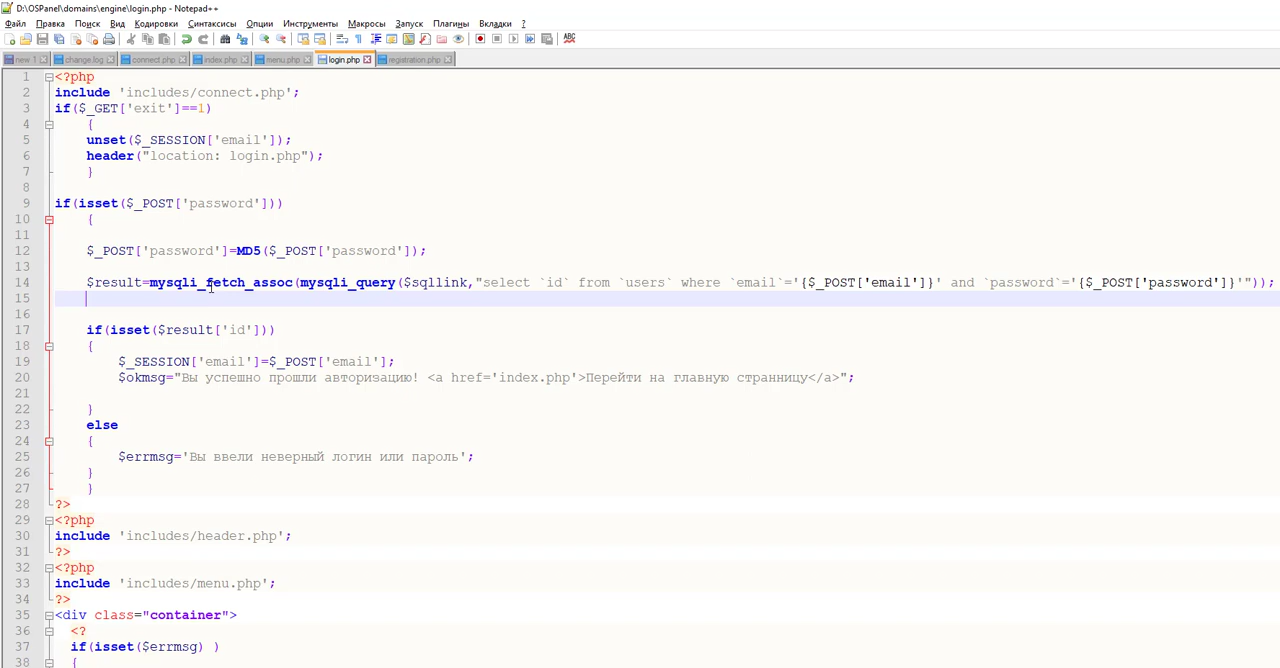 D:\OSPanel\domains\engine\login.php - Notepad++
Файл Правка Поиск Вид Кодировки Синтаксисы Опции Инструменты Макросы Запуск Плагины Вкладки ?
new 1 change.log connect.php index.php menu.php login.php registration.php
1 <?php
2 include 'includes/connect.php';
3 if($_GET['exit']==1)
4 {
5 unset($_SESSION['email']);
6 header("location: login.php");
7 }
8
9 if(isset($_POST['password']))
10 {
11
12 $_POST['password']=MD5($_POST['password']);
13
14 $result=mysqli_fetch_assoc(mysqli_query($sqllink,"select `id` from `users` where `email`='{$_POST['email']}' and `password`='{$_POST['password']}'"));
15
16
17 if(isset($result['id']))
18 {
19 $_SESSION['email']=$_POST['email'];
20 $okmsg="Вы успешно прошли авторизацию! <a href='index.php'>Перейти на главную странницу</a>";
21
22 }
23 else
24 {
25 $errmsg='Вы ввели неверный логин или пароль';
26 }
27 }
28 ?>
29 <?php
30 include 'includes/header.php';
31 ?>
32 <?php
33 include 'includes/menu.php';
34 ?>
35 <div class="container">
36 <?
37 if(isset($errmsg) )
38 {